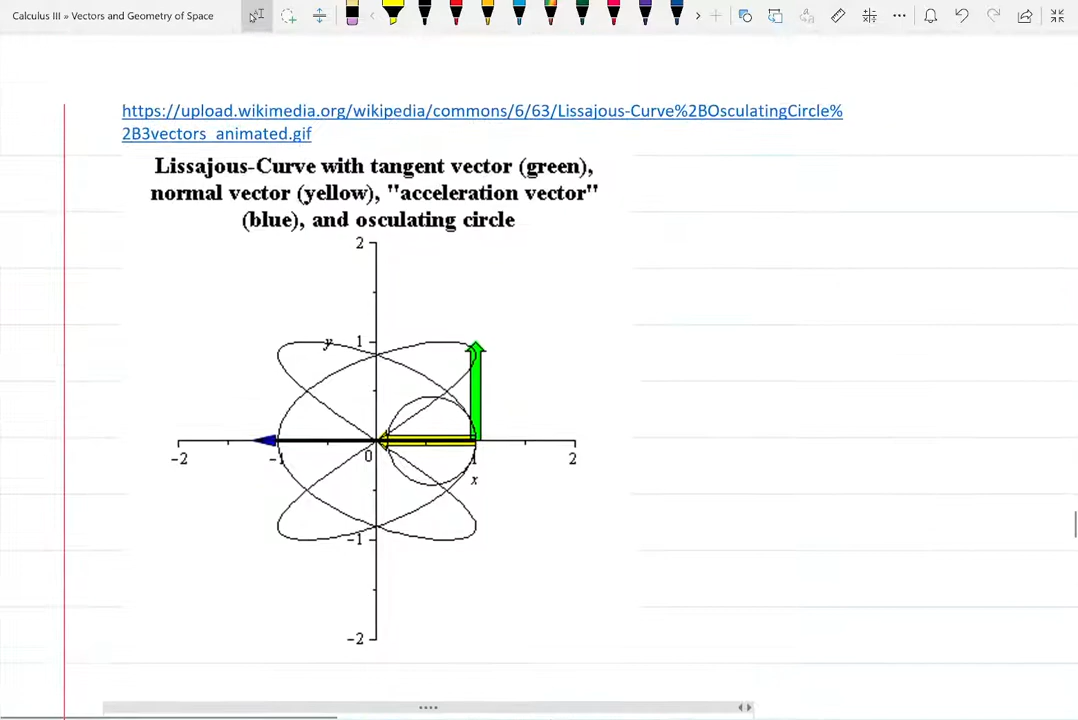 Calculus III » Vectors and Geometry of Space
https://upload.wikimedia.org/wikipedia/commons/6/63/Lissajous-Curve%2BOsculatingCircle%
2B3vectors_animated.gif
Lissajous-Curve with tangent vector (green),
normal vector (yellow), "acceleration vector"
(blue), and osculating circle
2
y 1
-2 -1 0 1 2
x
-1
-2